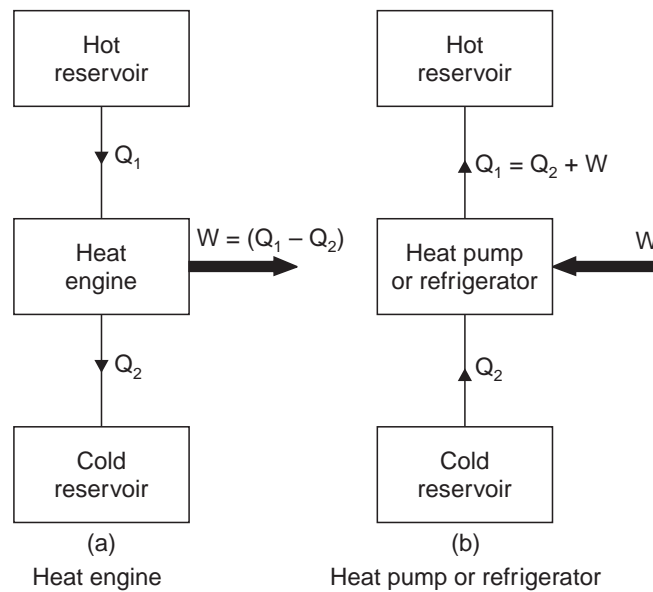 Hot
reservoir
Q₁
Heat
engine
W = (Q₁ – Q₂)
Q₂
Cold
reservoir
(a)
Heat engine
Hot
reservoir
Q₁ = Q₂ + W
Heat pump
or refrigerator
W
Q₂
Cold
reservoir
(b)
Heat pump or refrigerator